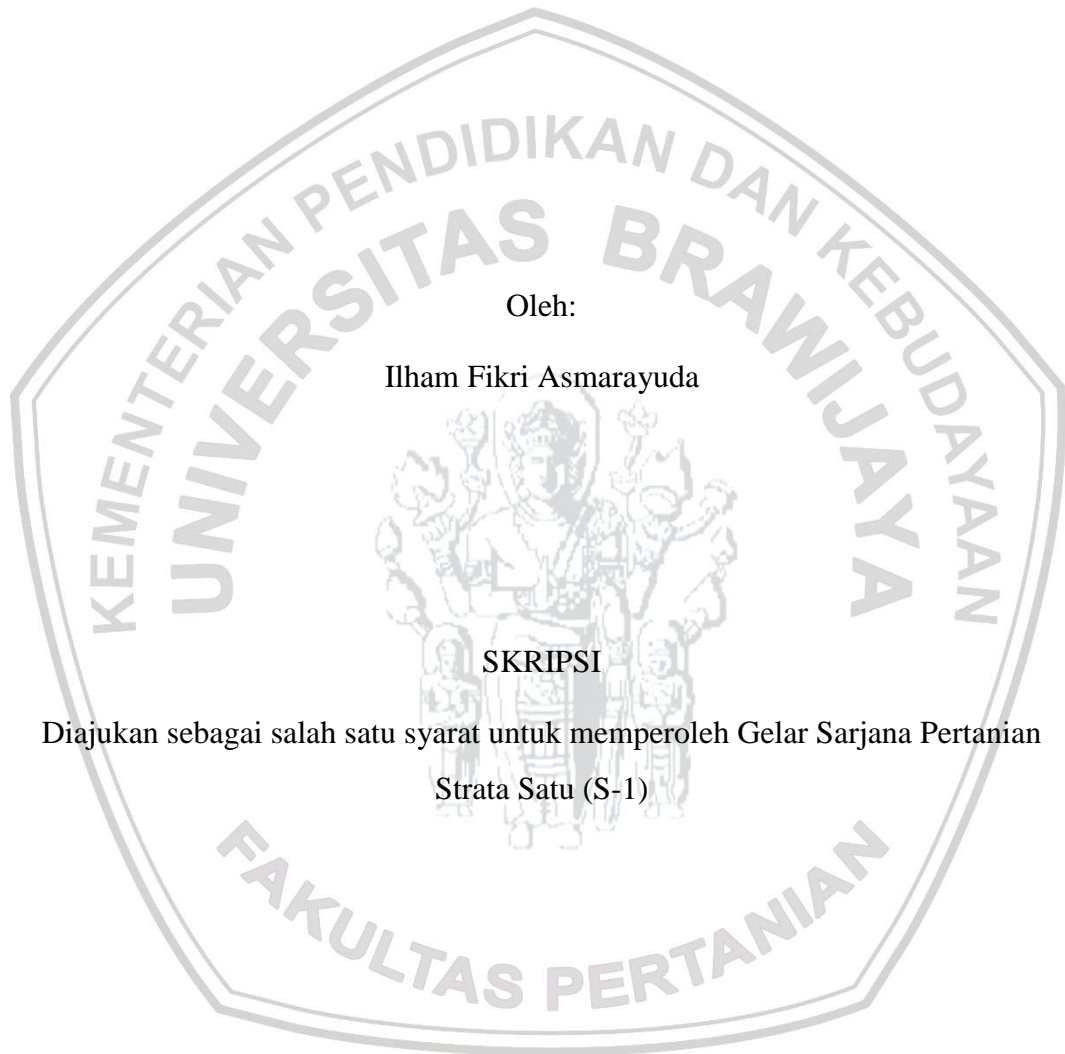 KEMENTERIAN PENDIDIKAN DAN KEBUDAYAAN
UNIVERSITAS BRAWIJAYA
Oleh:
Ilham Fikri Asmarayuda
SKRIPSI
Diajukan sebagai salah satu syarat untuk memperoleh Gelar Sarjana Pertanian
Strata Satu (S-1)
FAKULTAS PERTANIAN